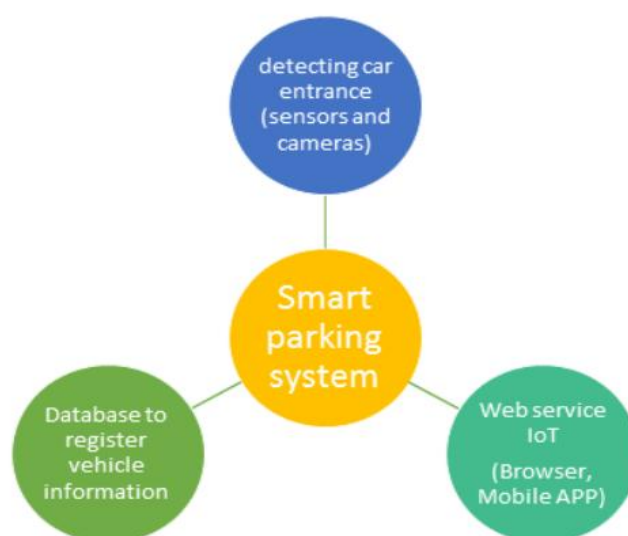 detecting car
entrance
(sensors and
cameras)
Smart
parking
system
Database to
register
vehicle
information
Web service
IoT
(Browser,
Mobile APP)